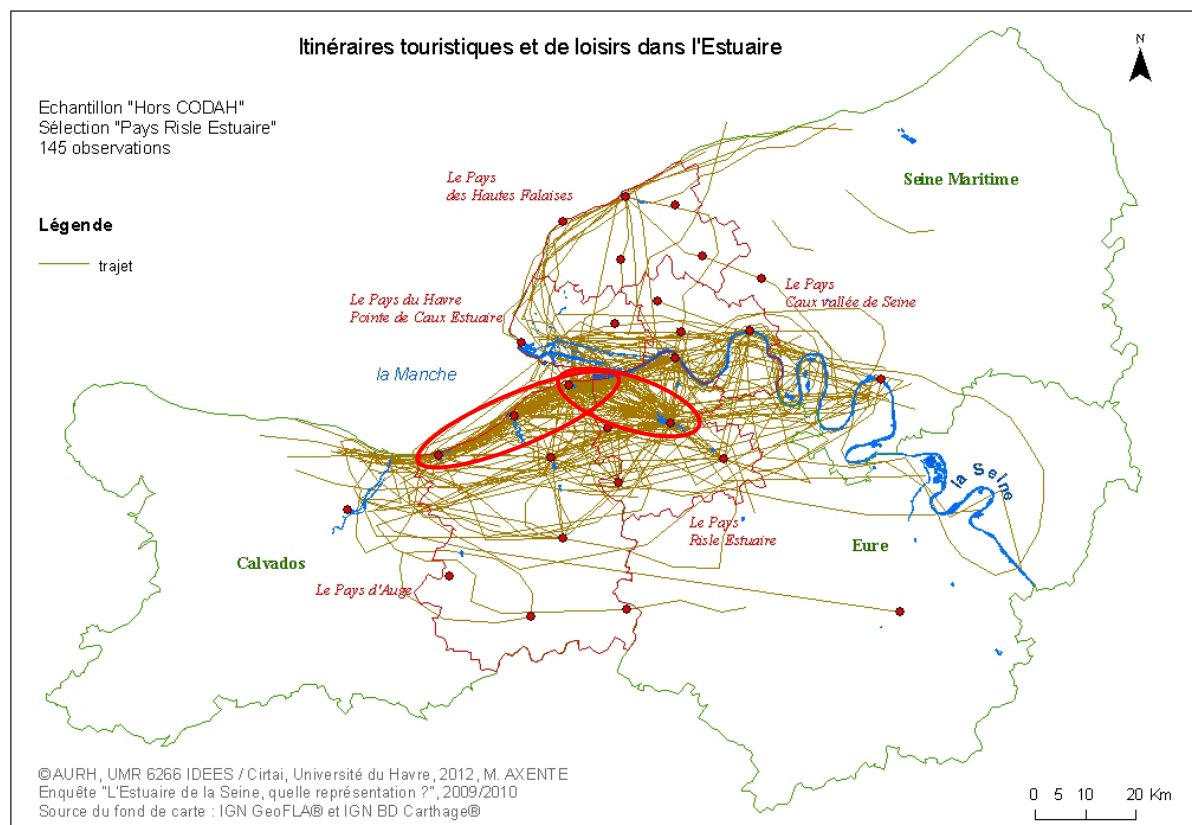 Itinéraires touristiques et de loisirs dans l'Estuaire
N
Echantillon "Hors CODAH"
Sélection "Pays Risle Estuaire"
145 observations
Légende
trajet
Le Pays
des Hautes Falaises
Seine Maritime
Le Pays du Havre
Pointe de Caux Estuaire
Le Pays
Caux vallée de Seine
la Manche
la Seine
Le Pays
Risle Estuaire
Eure
Calvados
Le Pays d'Auge
©AURH, UMR 6266 IDEES / Cirtai, Université du Havre, 2012, M. AXENTE
Enquête "L'Estuaire de la Seine, quelle représentation ?", 2009/2010
Source du fond de carte : IGN GeoFLA® et IGN BD Carthage®
0 5 10 20 Km